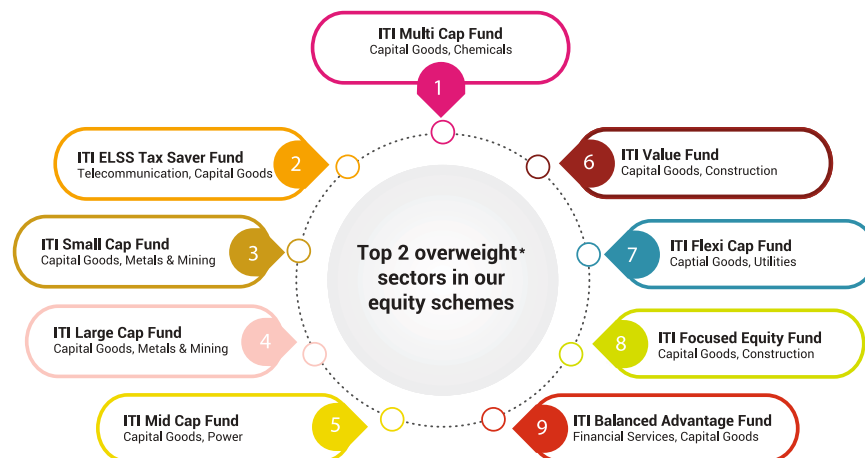 ITI Multi Cap Fund
Capital Goods, Chemicals
1
ITI ELSS Tax Saver Fund
Telecommunication, Capital Goods
2
ITI Small Cap Fund
Capital Goods, Metals & Mining
3
ITI Large Cap Fund
Capital Goods, Metals & Mining
4
ITI Mid Cap Fund
Capital Goods, Power
5
Top 2 overweight*
sectors in our
equity schemes
6
ITI Value Fund
Capital Goods, Construction
7
ITI Flexi Cap Fund
Captial Goods, Utilities
8
ITI Focused Equity Fund
Capital Goods, Construction
9
ITI Balanced Advantage Fund
Financial Services, Capital Goods